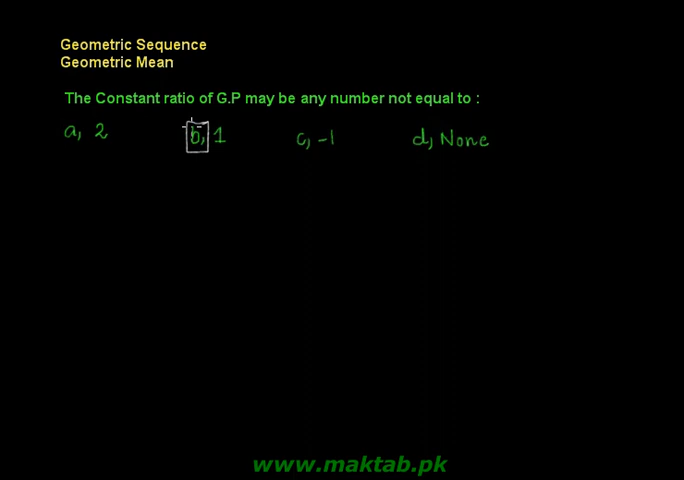 Geometric Sequence
Geometric Mean
The Constant ratio of G.P may be any number not equal to :
a, 2 b, 1 c, -1 d, None
www.maktab.pk